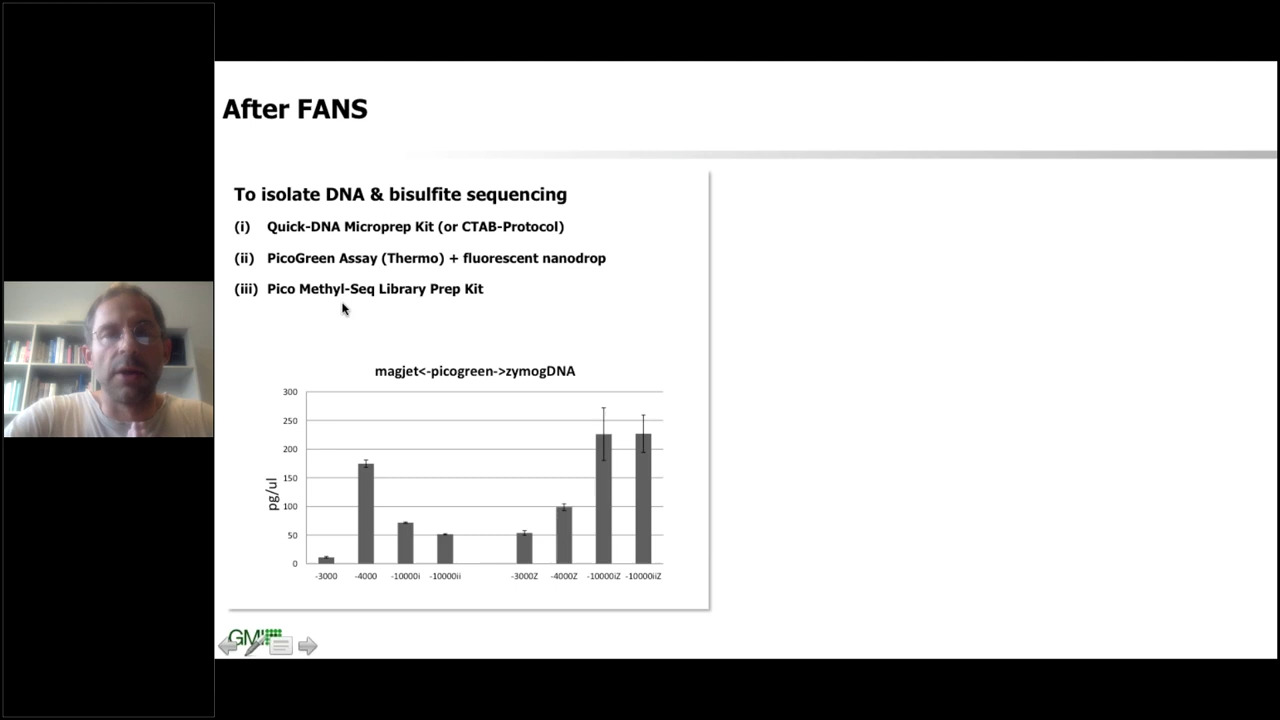 After FANS
To isolate DNA & bisulfite sequencing
(i) Quick-DNA Microprep Kit (or CTAB-Protocol)
(ii) PicoGreen Assay (Thermo) + fluorescent nanodrop
(iii) Pico Methyl-Seq Library Prep Kit
magjet<-picogreen->zymogDNA
300
250
200
150
100
50
0
pg/ul
-3000 -4000 -10000i -10000ii -3000Z -4000Z -10000iZ -10000iiZ
GMI